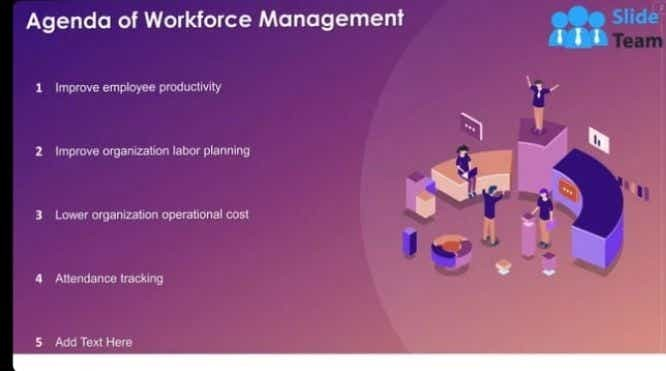 Agenda of Workforce Management
Slide
Team
1 Improve employee productivity
2 Improve organization labor planning
3 Lower organization operational cost
4 Attendance tracking
5 Add Text Here